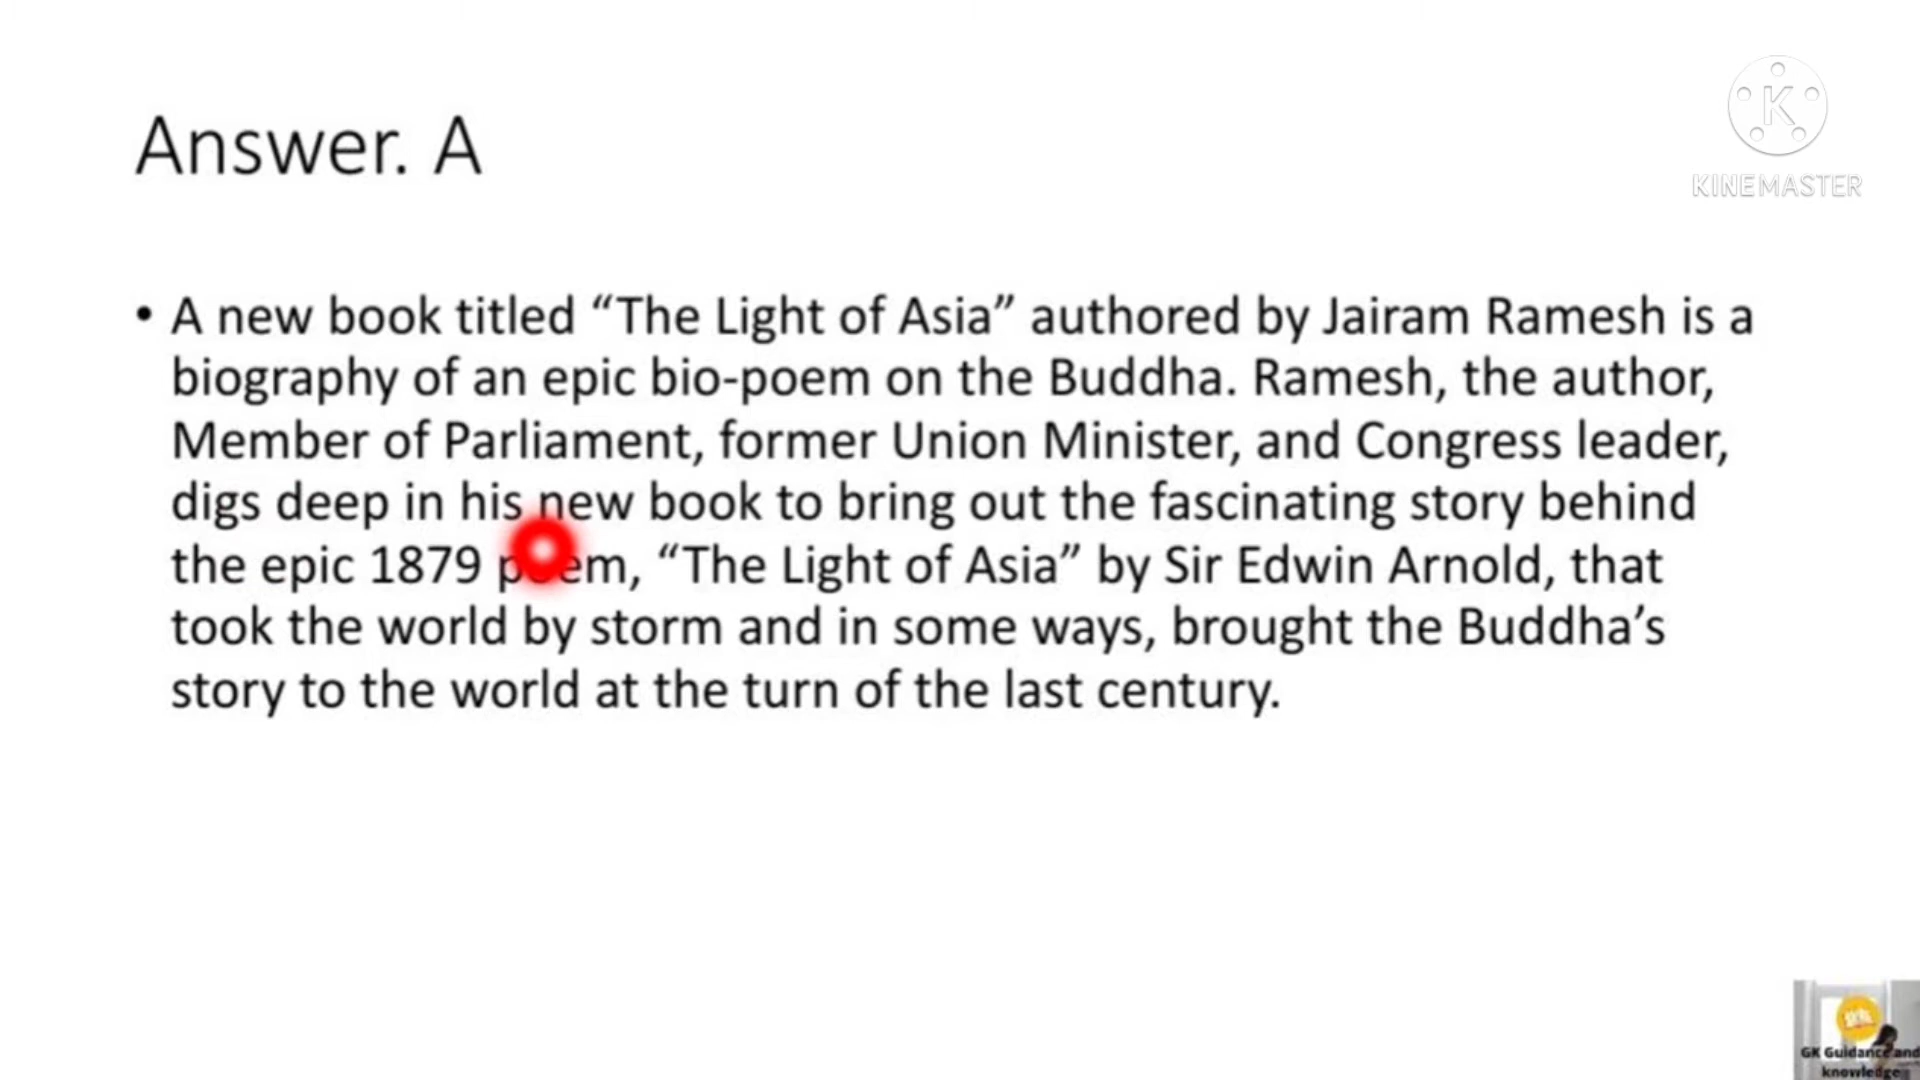 Answer. A
K
KINEMASTER
• A new book titled “The Light of Asia” authored by Jairam Ramesh is a
biography of an epic bio-poem on the Buddha. Ramesh, the author,
Member of Parliament, former Union Minister, and Congress leader,
digs deep in his new book to bring out the fascinating story behind
the epic 1879 poem, “The Light of Asia” by Sir Edwin Arnold, that
took the world by storm and in some ways, brought the Buddha’s
story to the world at the turn of the last century.
GK Guidance and
knowledge